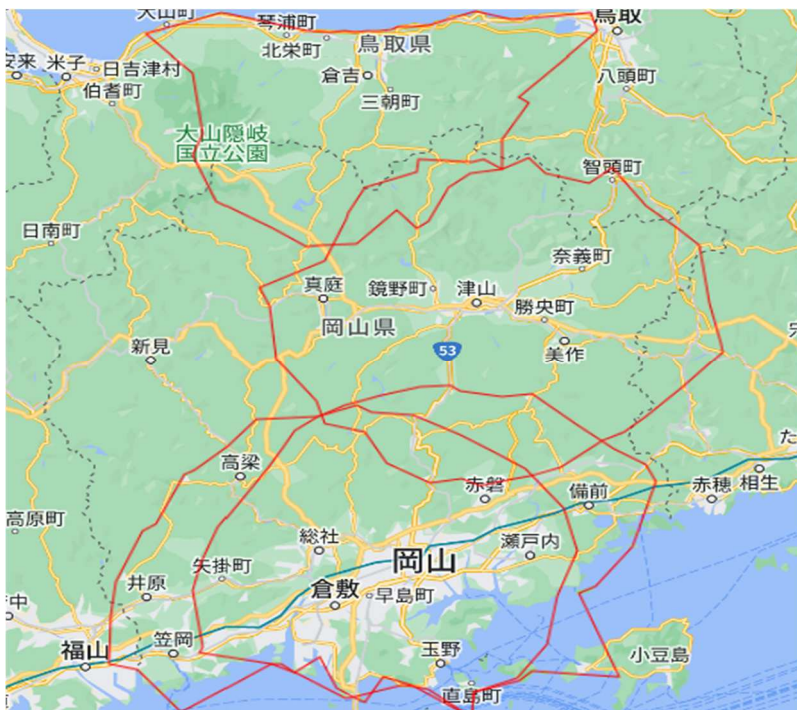 大山町
琴浦町
鳥取
北栄町
鳥取県
安来
米子
日吉津村
倉吉
八頭町
伯耆町
三朝町
大山隠岐
国立公園
智頭町
日南町
奈義町
真庭
鏡野町
津山
勝央町
岡山県
新見
53
美作
高梁
赤磐
備前
赤穂
相生
高原町
総社
岡山
瀬戸内
井原
矢掛町
倉敷
早島町
福山
笠岡
玉野
小豆島
直島町